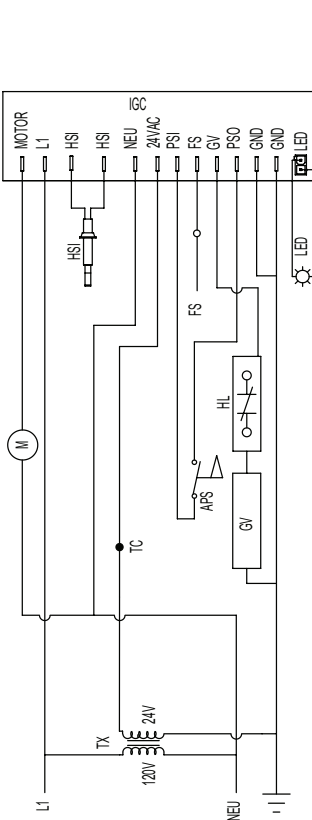 IGC
MOTOR
L1
HSI
HSI
NEU
24VAC
PSI
FS
GV
PSO
GND
GND
LED
HSI
M
FS
LED
HL
APS
GV
TC
TX
120V
24V
L1
NEU